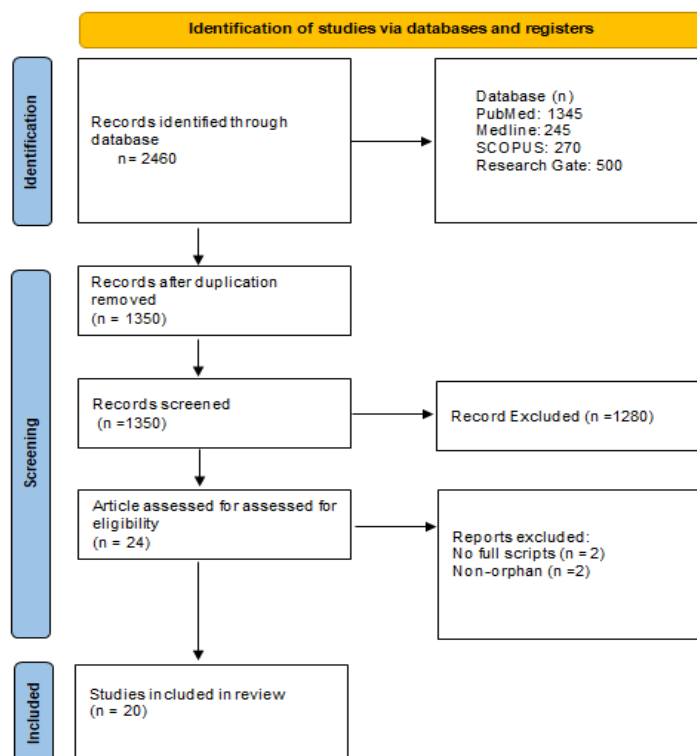 Identification of studies via databases and registers
Identification
Records identified through
database
n= 2460
Database (n)
PubMed: 1345
Medline: 245
SCOPUS: 270
Research Gate: 500
Screening
Records after duplication
removed
(n = 1350)
Records screened
(n =1350)
Record Excluded (n =1280)
Article assessed for assessed for
eligibility
(n = 24)
Reports excluded:
No full scripts (n = 2)
Non-orphan (n =2)
Included
Studies included in review
(n = 20)